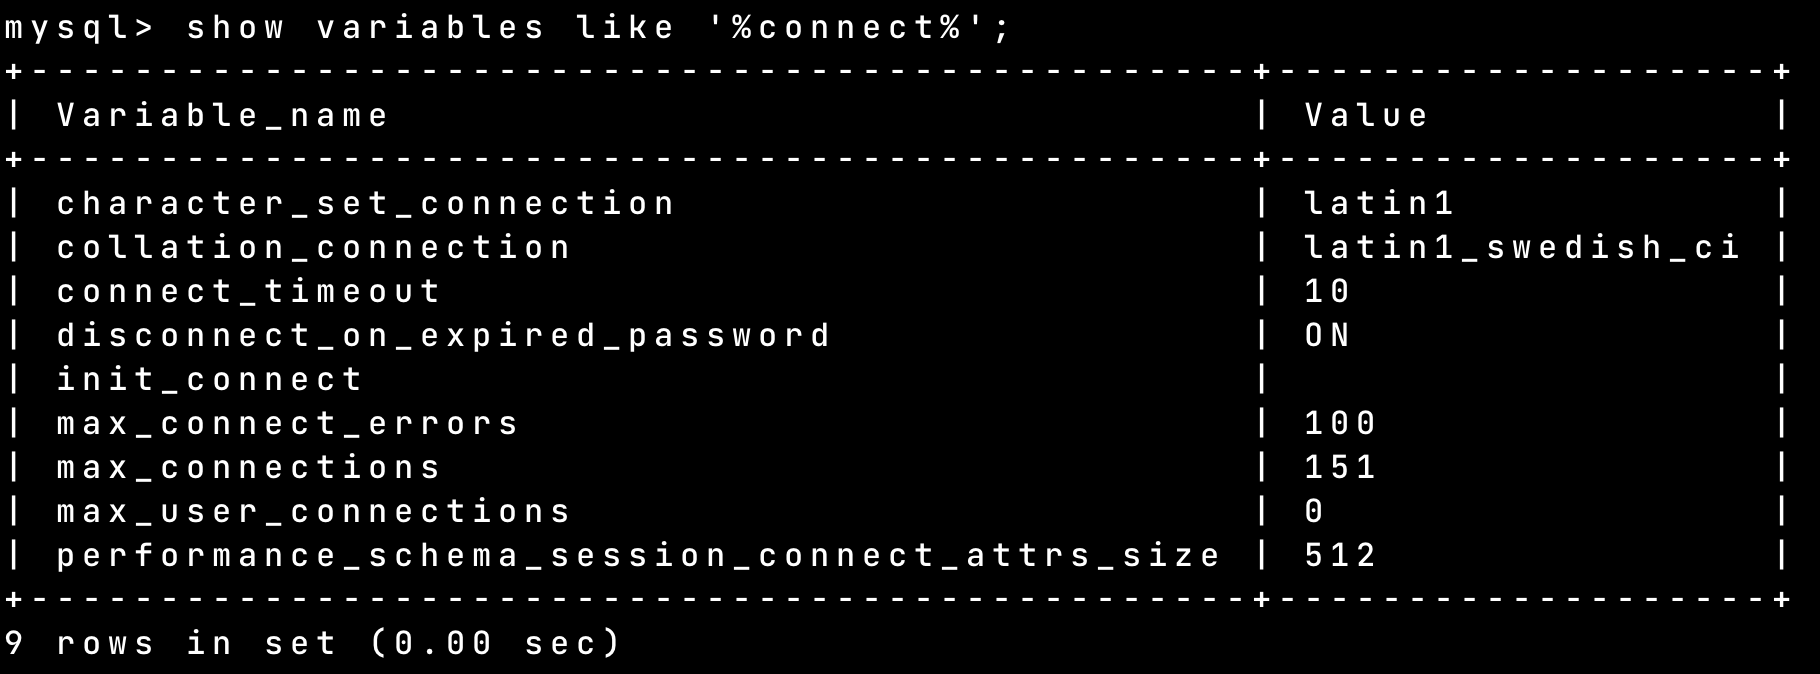 mysql> show variables like '%connect%';
+-----------------------------------------------+-------------------+
| Variable_name                                 | Value             |
+-----------------------------------------------+-------------------+
| character_set_connection                      | latin1            |
| collation_connection                          | latin1_swedish_ci |
| connect_timeout                               | 10                |
| disconnect_on_expired_password                | ON                |
| init_connect                                  |                   |
| max_connect_errors                            | 100               |
| max_connections                               | 151               |
| max_user_connections                          | 0                 |
| performance_schema_session_connect_attrs_size | 512               |
+-----------------------------------------------+-------------------+
9 rows in set (0.00 sec)